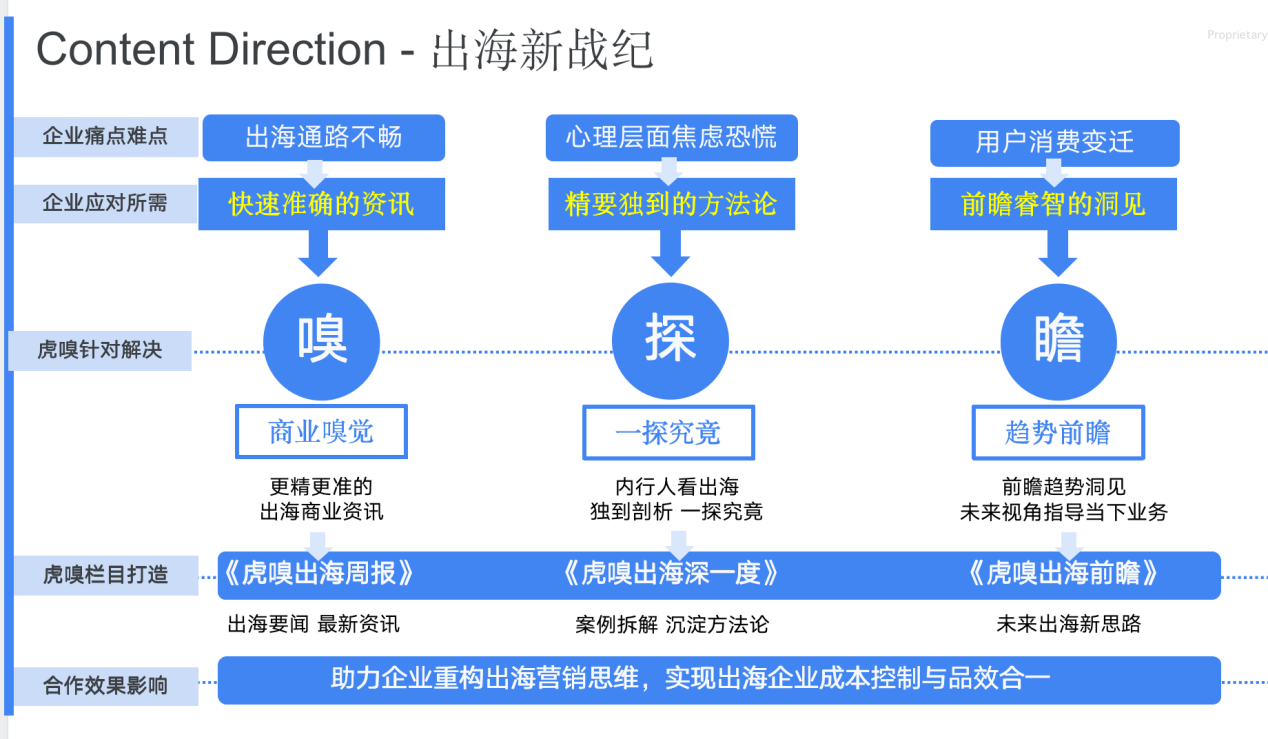 Content Direction - 出海新战纪
Proprietary
企业痛点难点
出海通路不畅
心理层面焦虑恐慌
用户消费变迁
企业应对所需
快速准确的资讯
精要独到的方法论
前瞻睿智的洞见
虎嗅针对解决
嗅
探
瞻
商业嗅觉
一探究竟
趋势前瞻
更精更准的
出海商业资讯
内行人看出海
独到剖析 一探究竟
前瞻趋势洞见
未来视角指导当下业务
虎嗅栏目打造
《虎嗅出海周报》
《虎嗅出海深一度》
《虎嗅出海前瞻》
出海要闻 最新资讯
案例拆解 沉淀方法论
未来出海新思路
合作效果影响
助力企业重构出海营销思维，实现出海企业成本控制与品效合一